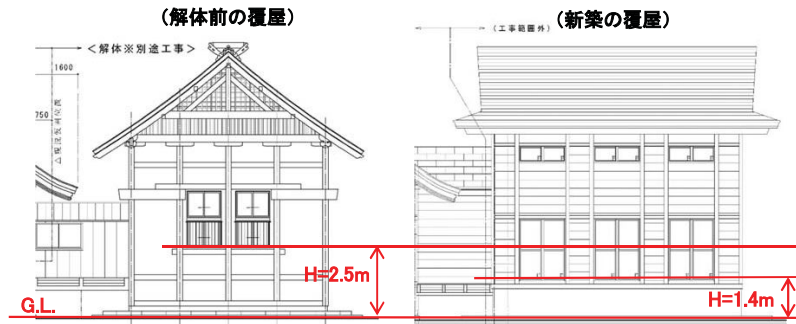 (解体前の覆屋)
(新築の覆屋)
<解体※別途工事>
(工事範囲外)
1600
750
H=2.5m
H=1.4m
G.L.